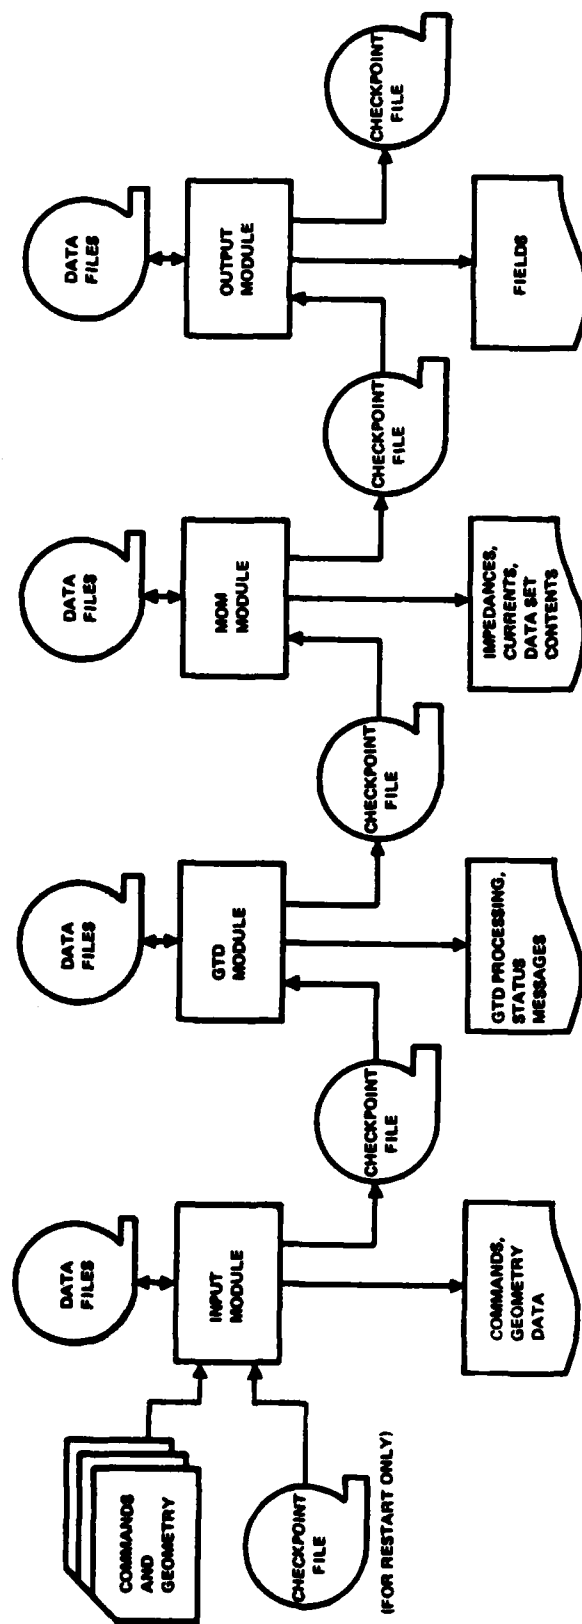 COMMANDS
AND
GEOMETRY
CHECKPOINT
FILE
(FOR RESTART ONLY)
DATA
FILES
INPUT
MODULE
COMMANDS,
GEOMETRY
DATA
CHECKPOINT
FILE
DATA
FILES
GTD
MODULE
GTD PROCESSING,
STATUS
MESSAGES
CHECKPOINT
FILE
DATA
FILES
MOM
MODULE
IMPEDANCES,
CURRENTS,
DATA SET
CONTENTS
CHECKPOINT
FILE
DATA
FILES
OUTPUT
MODULE
FIELDS
CHECKPOINT
FILE